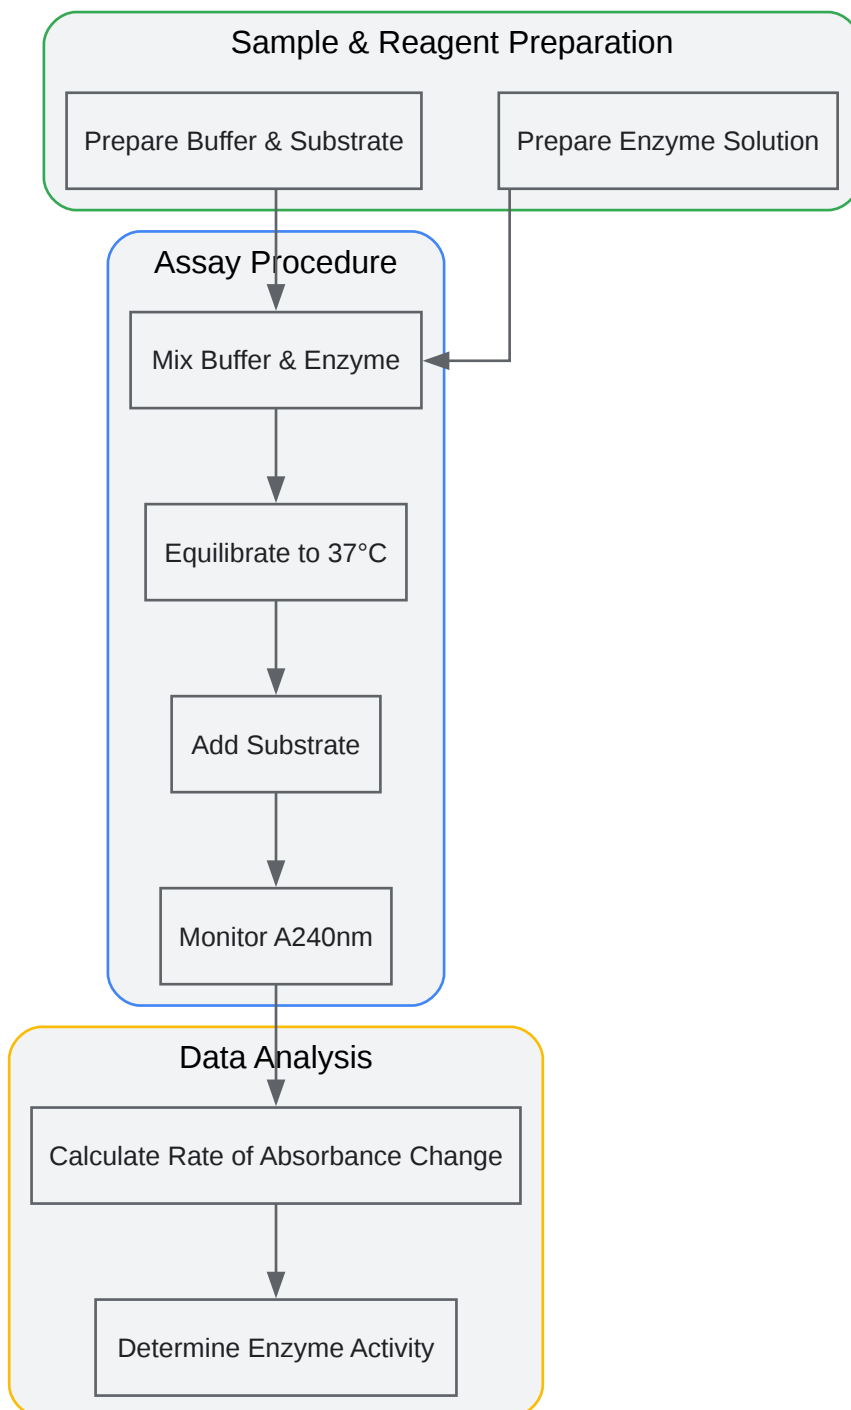 Sample & Reagent Preparation
Prepare Buffer & Substrate
Prepare Enzyme Solution
Assay Procedure
Mix Buffer & Enzyme
Equilibrate to 37°C
Add Substrate
Monitor A240nm
Data Analysis
Calculate Rate of Absorbance Change
Determine Enzyme Activity